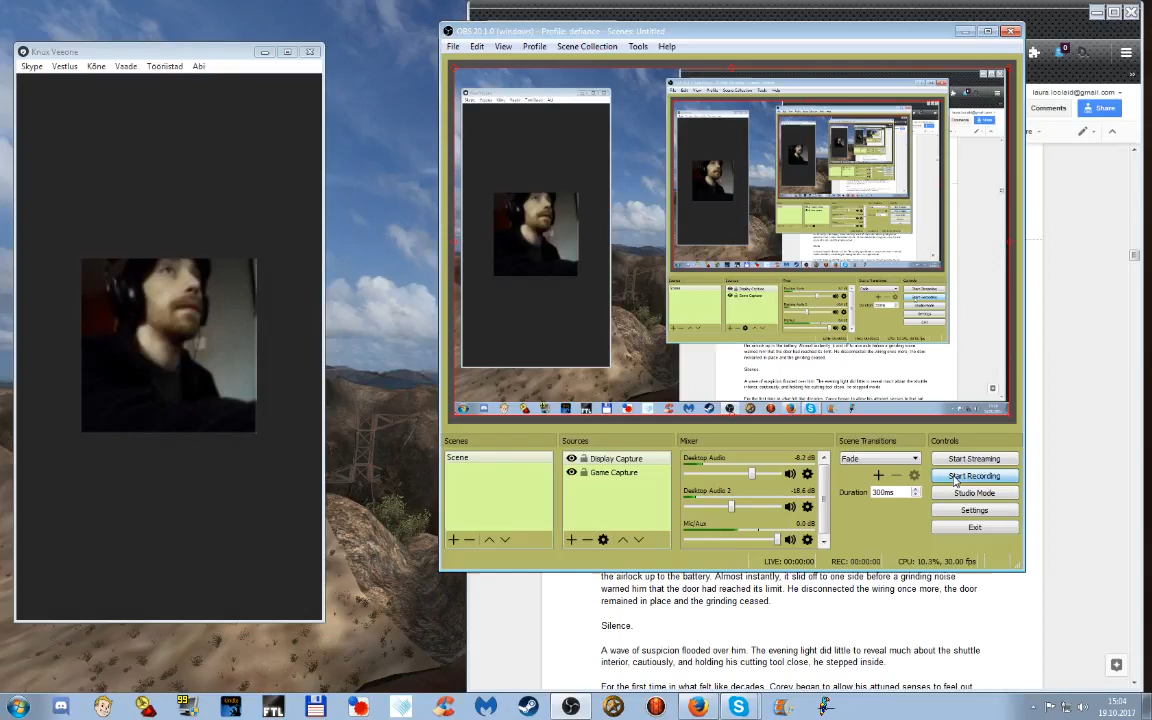 Knux Veeone
Skype Vestlus Kõne Vaade Tööriistad Abi
OBS 20.1.0 (windows) - Profile: defiance - Scenes: Untitled
File Edit View Profile Scene Collection Tools Help
laura.loolaid@gmail.com
Comments Share
Silence.
Scenes
Scene
Sources
Display Capture
Game Capture
Mixer
Desktop Audio -8.2 dB
Desktop Audio 2 -18.6 dB
Mic/Aux 0.0 dB
Scene Transitions
Fade
Duration 300ms
Controls
Start Streaming
Start Recording
Studio Mode
Settings
Exit
LIVE: 00:00:00 REC: 00:00:00 CPU: 10.3%, 30.00 fps
the airlock up to the battery. Almost instantly, it slid off to one side before a grinding noise
warned him that the door had reached its limit. He disconnected the wiring once more, the door
remained in place and the grinding ceased.
Silence.
A wave of suspicion flooded over him. The evening light did little to reveal much about the shuttle
interior, cautiously, and holding his cutting tool close, he stepped inside.
For the first time in what felt like decades, Corey began to allow his attuned senses to feel out
99
kindle
FTL
15:04
19.10.2017